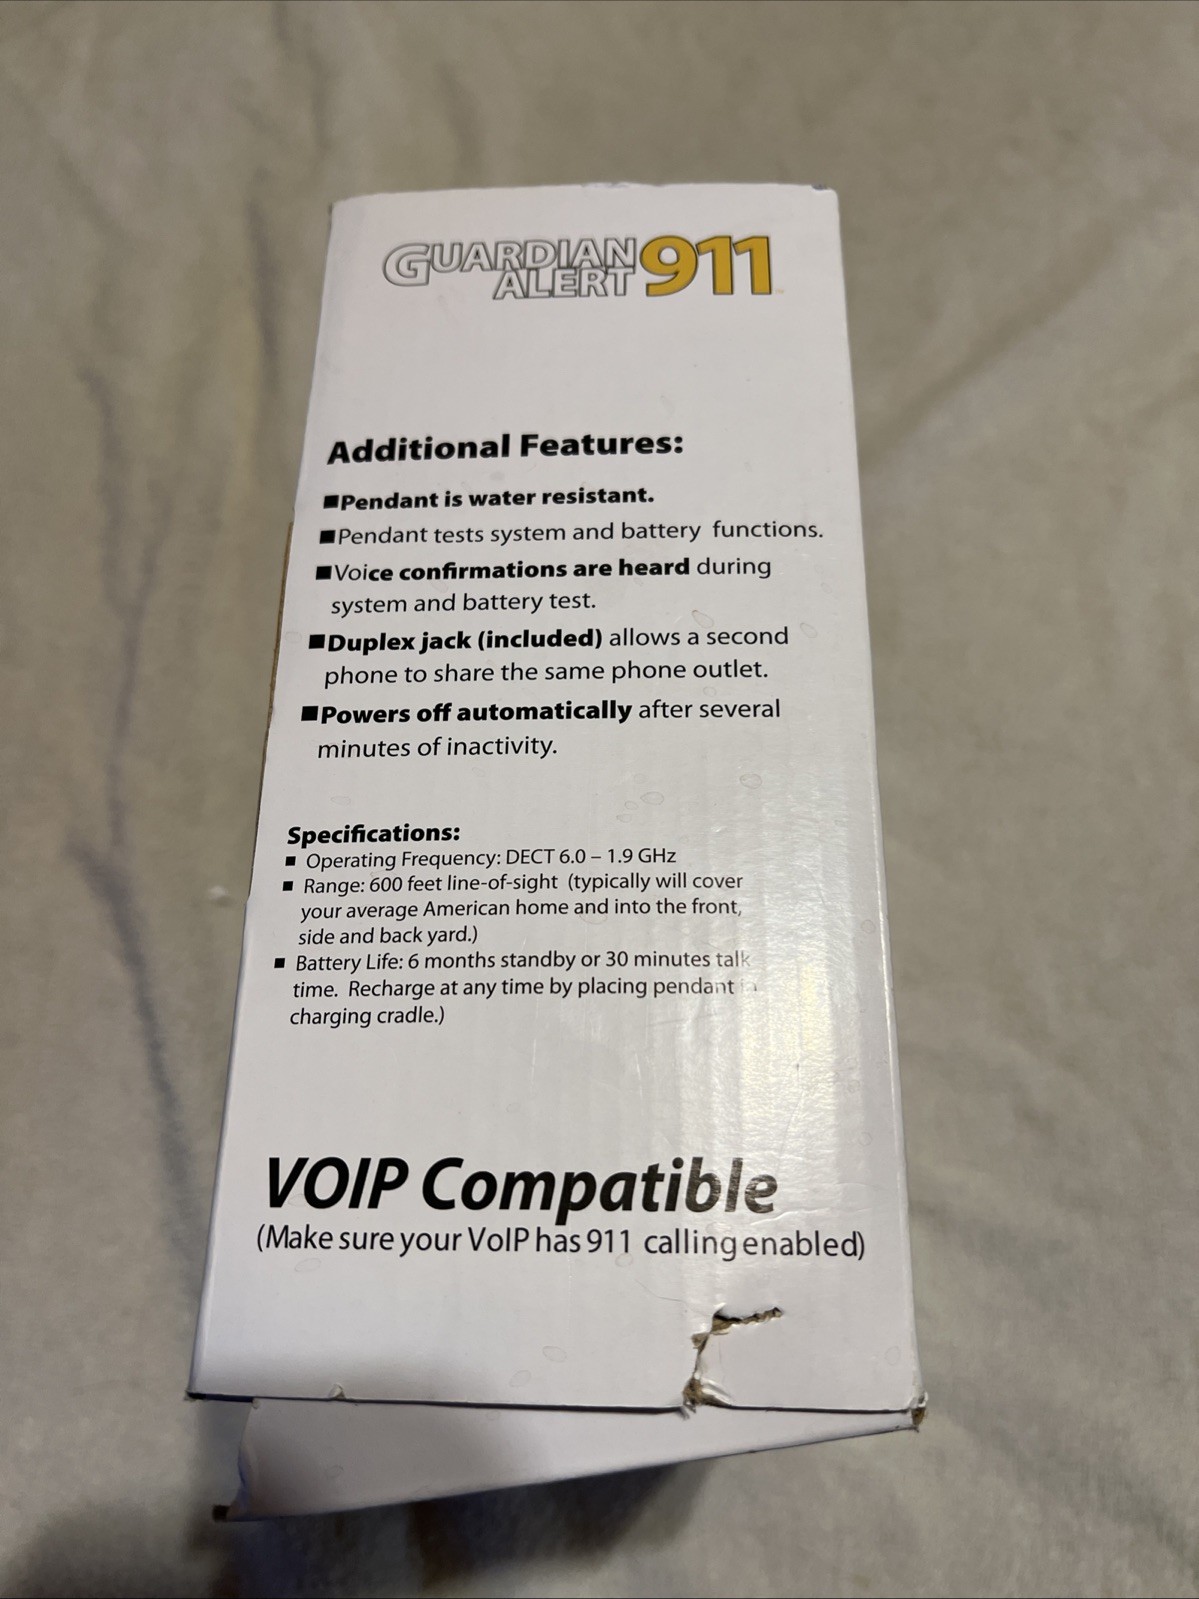 GUARDIAN
ALERT 911
Additional Features:
■Pendant is water resistant.
■Pendant tests system and battery functions.
■Voice confirmations are heard during
system and battery test.
■Duplex jack (included) allows a second
phone to share the same phone outlet.
■Powers off automatically after several
minutes of inactivity.
Specifications:
■ Operating Frequency: DECT 6.0 – 1.9 GHz
■ Range: 600 feet line-of-sight (typically will cover
your average American home and into the front,
side and back yard.)
■ Battery Life: 6 months standby or 30 minutes talk
time. Recharge at any time by placing pendant in
charging cradle.)
VOIP Compatible
(Make sure your VoIP has 911 calling enabled)